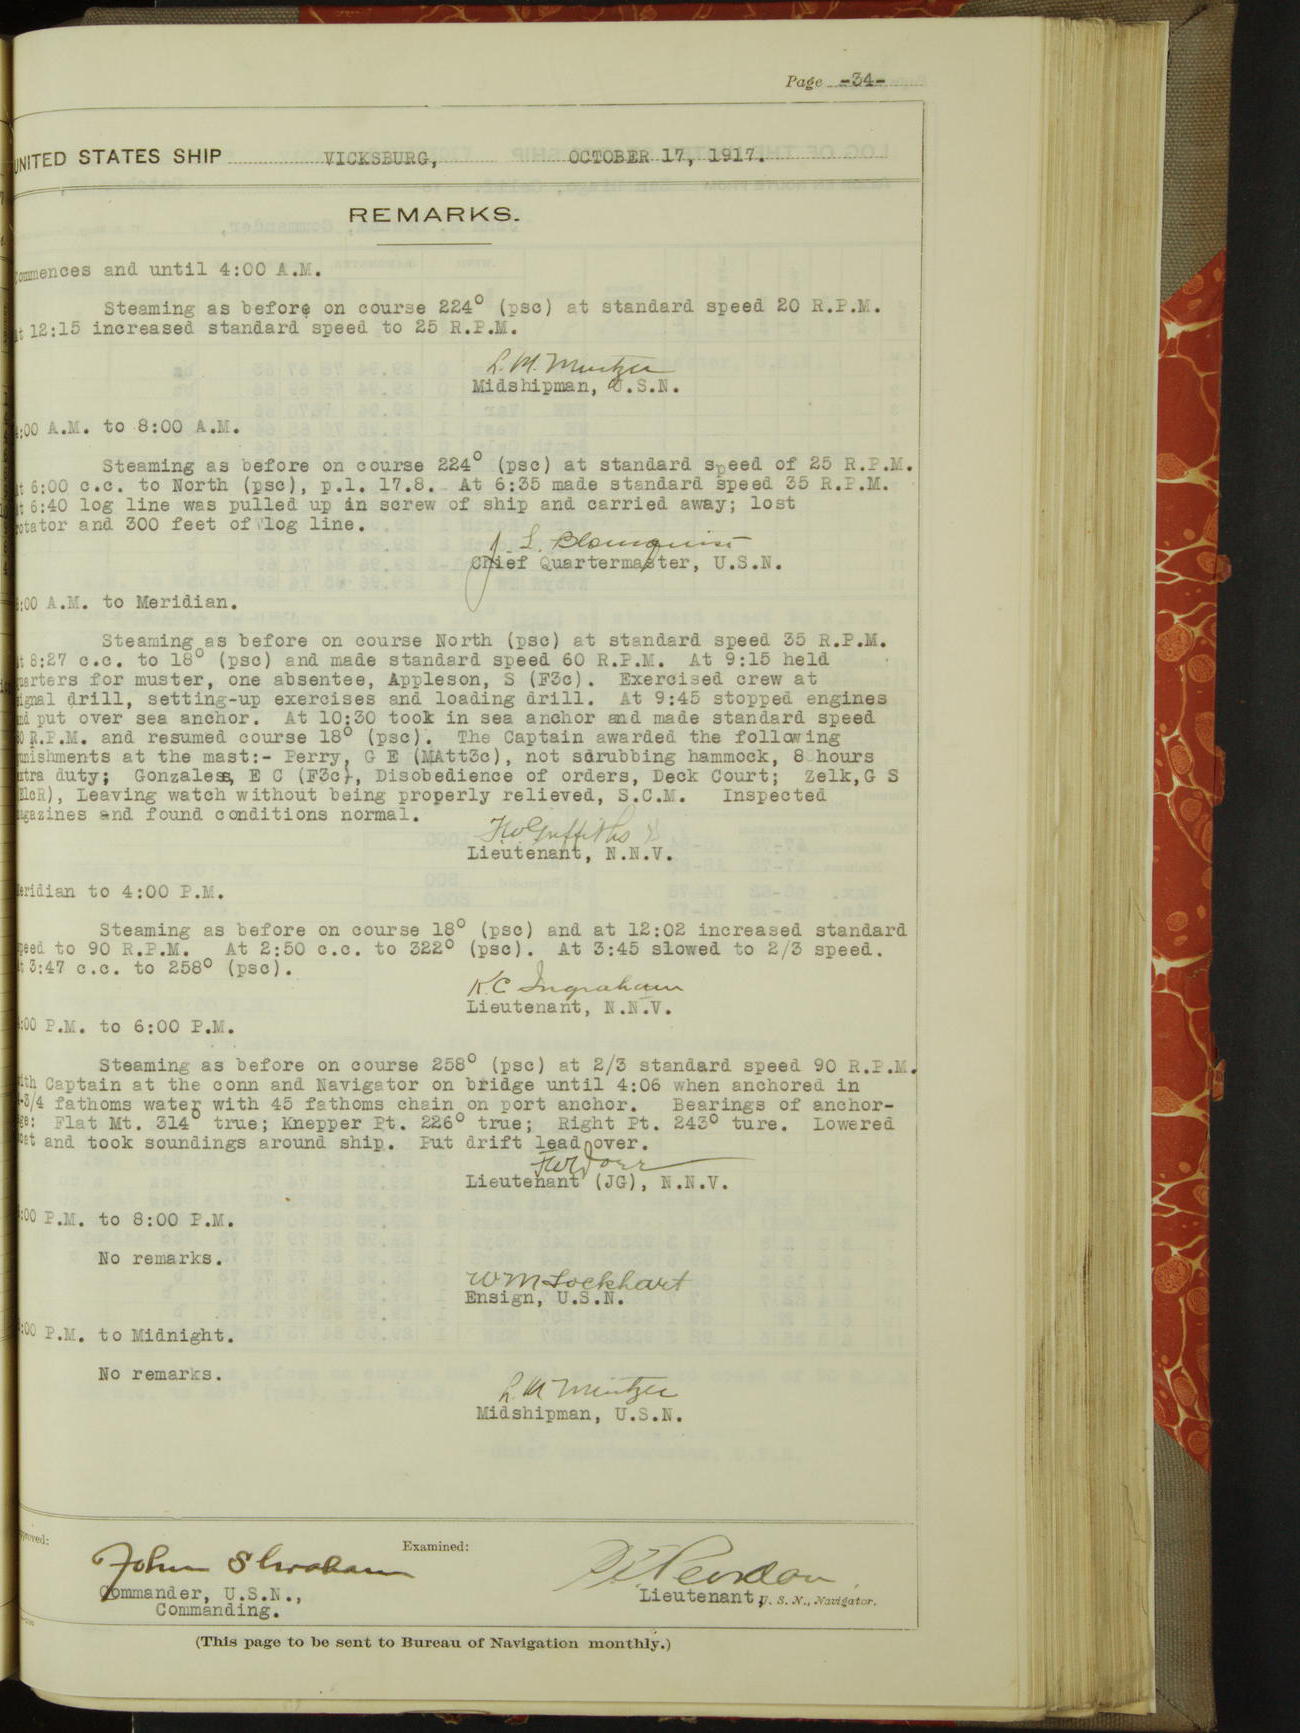 Page -34-
UNITED STATES SHIP VICKSBURG, OCTOBER 17, 1917.
REMARKS.
Commences and until 4:00 A.M.
Steaming as before on course 224° (psc) at standard speed 20 R.P.M.
At 12:15 increased standard speed to 25 R.P.M.
L. M. Mintzer
Midshipman, U.S.N.
4:00 A.M. to 8:00 A.M.
Steaming as before on course 224° (psc) at standard speed of 25 R.P.M.
At 6:00 c.c. to North (psc), p.l. 17.8. At 6:35 made standard speed 35 R.P.M.
At 6:40 log line was pulled up in screw of ship and carried away; lost
rotator and 300 feet of log line.
J. L. Blomquist
Chief Quartermaster, U.S.N.
8:00 A.M. to Meridian.
Steaming as before on course North (psc) at standard speed 35 R.P.M.
At 8:27 c.c. to 18° (psc) and made standard speed 60 R.P.M. At 9:15 held
quarters for muster, one absentee, Appleson, S (F3c). Exercised crew at
signal drill, setting-up exercises and loading drill. At 9:45 stopped engines
and put over sea anchor. At 10:30 took in sea anchor and made standard speed
60 R.P.M. and resumed course 18° (psc). The Captain awarded the following
punishments at the mast:- Perry, G E (MAtt3c), not scrubbing hammock, 8 hours
extra duty; Gonzales, E C (F3c), Disobedience of orders, Deck Court; Zelk, G S
(E1cR), Leaving watch without being properly relieved, S.C.M. Inspected
magazines and found conditions normal.
Griffiths
Lieutenant, N.N.V.
Meridian to 4:00 P.M.
Steaming as before on course 18° (psc) and at 12:02 increased standard
speed to 90 R.P.M. At 2:50 c.c. to 322° (psc). At 3:45 slowed to 2/3 speed.
At 3:47 c.c. to 258° (psc).
K C Ingraham
Lieutenant, N.N.V.
4:00 P.M. to 6:00 P.M.
Steaming as before on course 258° (psc) at 2/3 standard speed 90 R.P.M.
with Captain at the conn and Navigator on bridge until 4:06 when anchored in
-3/4 fathoms water with 45 fathoms chain on port anchor. Bearings of anchor-
age: Flat Mt. 314° true; Knepper Pt. 226° true; Right Pt. 243° ture. Lowered
boat and took soundings around ship. Put drift lead over.
Dorr
Lieutenant (JG), N.N.V.
6:00 P.M. to 8:00 P.M.
No remarks.
W M Lockhart
Ensign, U.S.N.
8:00 P.M. to Midnight.
No remarks.
L M Mintzer
Midshipman, U.S.N.
Approved:
Examined:
John S
Commander, U.S.N.,
Commanding.
Lieutenant, U. S. N., Navigator.
(This page to be sent to Bureau of Navigation monthly.)